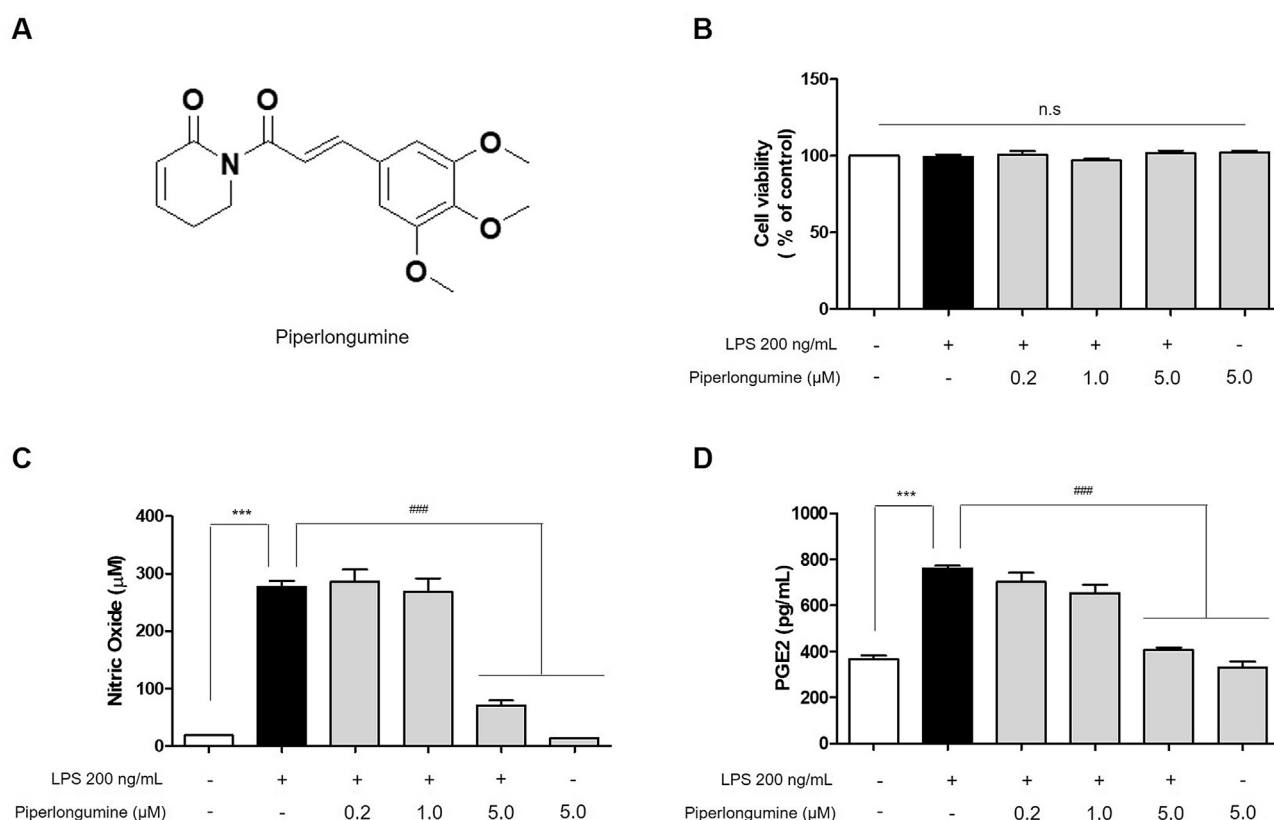 A
O
O
N
O
O
O
Piperlongumine
B
Cell viability
( % of control)
150
100
50
0
n.s
LPS 200 ng/mL - + + + + -
Piperlongumine (µM) - - 0.2 1.0 5.0 5.0
C
Nitric Oxide (µM)
400
300
200
100
0
***
###
LPS 200 ng/mL - + + + + -
Piperlongumine (µM) - - 0.2 1.0 5.0 5.0
D
PGE2 (pg/mL)
1000
800
600
400
200
0
***
###
LPS 200 ng/mL - + + + + -
Piperlongumine (µM) - - 0.2 1.0 5.0 5.0